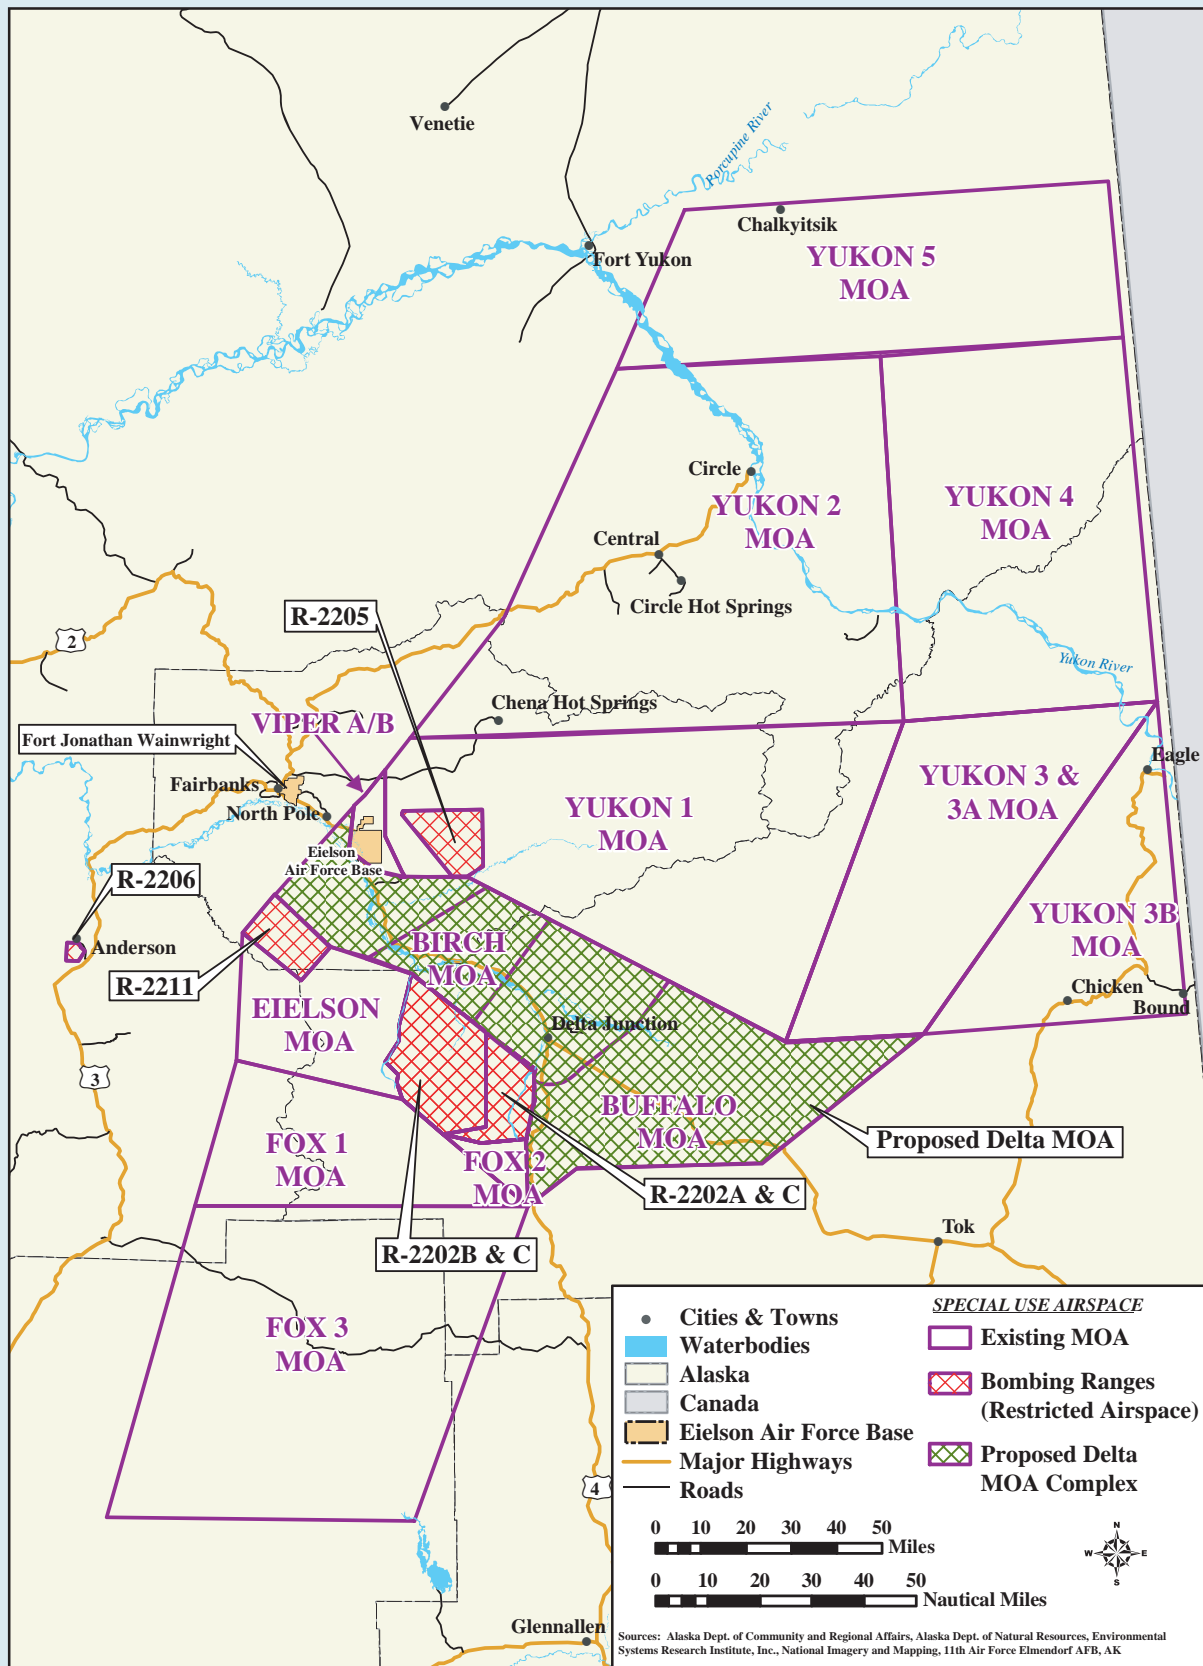 Venetie
Porcupine River
Chalkyitsik
Fort Yukon
YUKON 5
MOA
Circle
YUKON 2
MOA
YUKON 4
MOA
Central
Circle Hot Springs
R-2205
2
Yukon River
Chena Hot Springs
VIPER A/B
Fort Jonathan Wainwright
Eagle
Fairbanks
North Pole
YUKON 1
MOA
YUKON 3 &
3A MOA
Eielson
Air Force Base
R-2206
Anderson
BIRCH
MOA
YUKON 3B
MOA
R-2211
Chicken
Bound
EIELSON
MOA
Delta Junction
3
BUFFALO
MOA
FOX 1
MOA
FOX 2
MOA
Proposed Delta MOA
R-2202A & C
Tok
R-2202B & C
FOX 3
MOA
4
Glennallen
Cities & Towns
Waterbodies
Alaska
Canada
Eielson Air Force Base
Major Highways
Roads
SPECIAL USE AIRSPACE
Existing MOA
Bombing Ranges
(Restricted Airspace)
Proposed Delta
MOA Complex
0 10 20 30 40 50
Miles
0 10 20 30 40 50
Nautical Miles
N
W E
S
Sources: Alaska Dept. of Community and Regional Affairs, Alaska Dept. of Natural Resources, Environmental
Systems Research Institute, Inc., National Imagery and Mapping, 11th Air Force Elmendorf AFB, AK